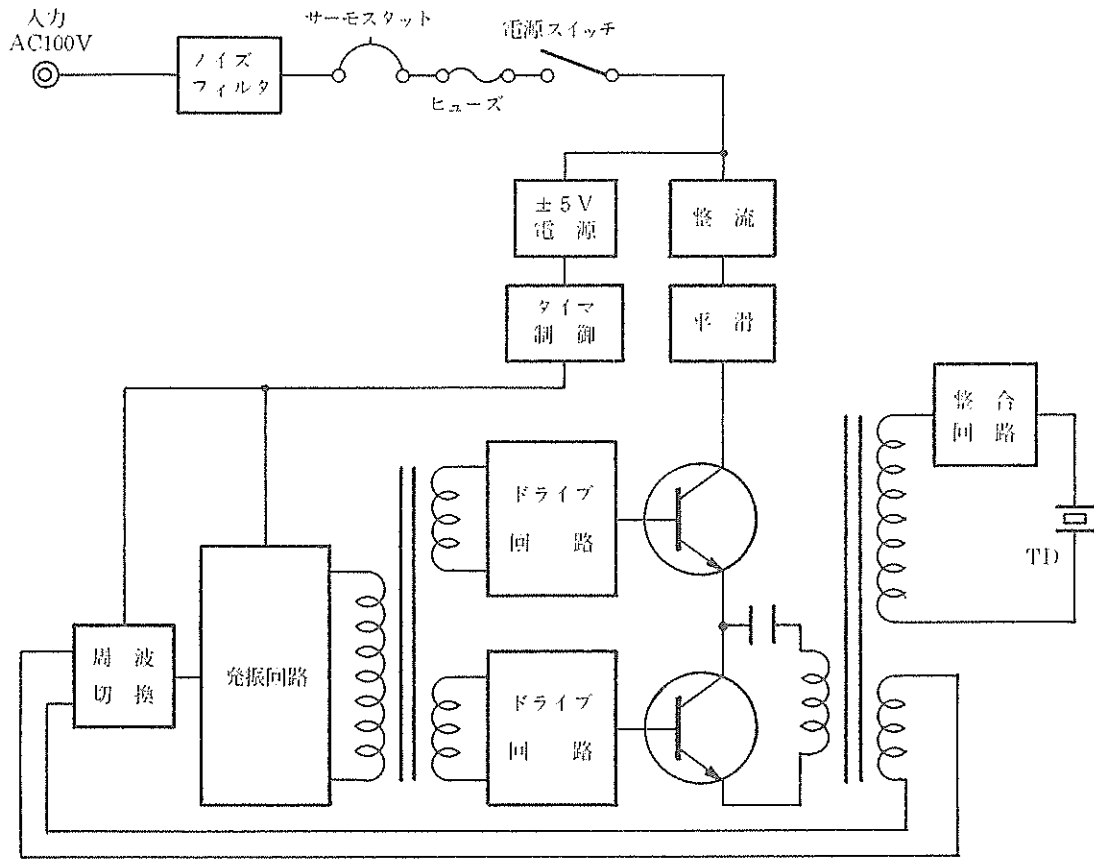 入力
AC100V
ノイズ
フィルタ
サーモスタット
ヒューズ
電源スイッチ
±5V
電源
整流
タイマ
制御
平滑
整合
回路
ドライブ
回路
TD
周波
切換
発振回路
ドライブ
回路